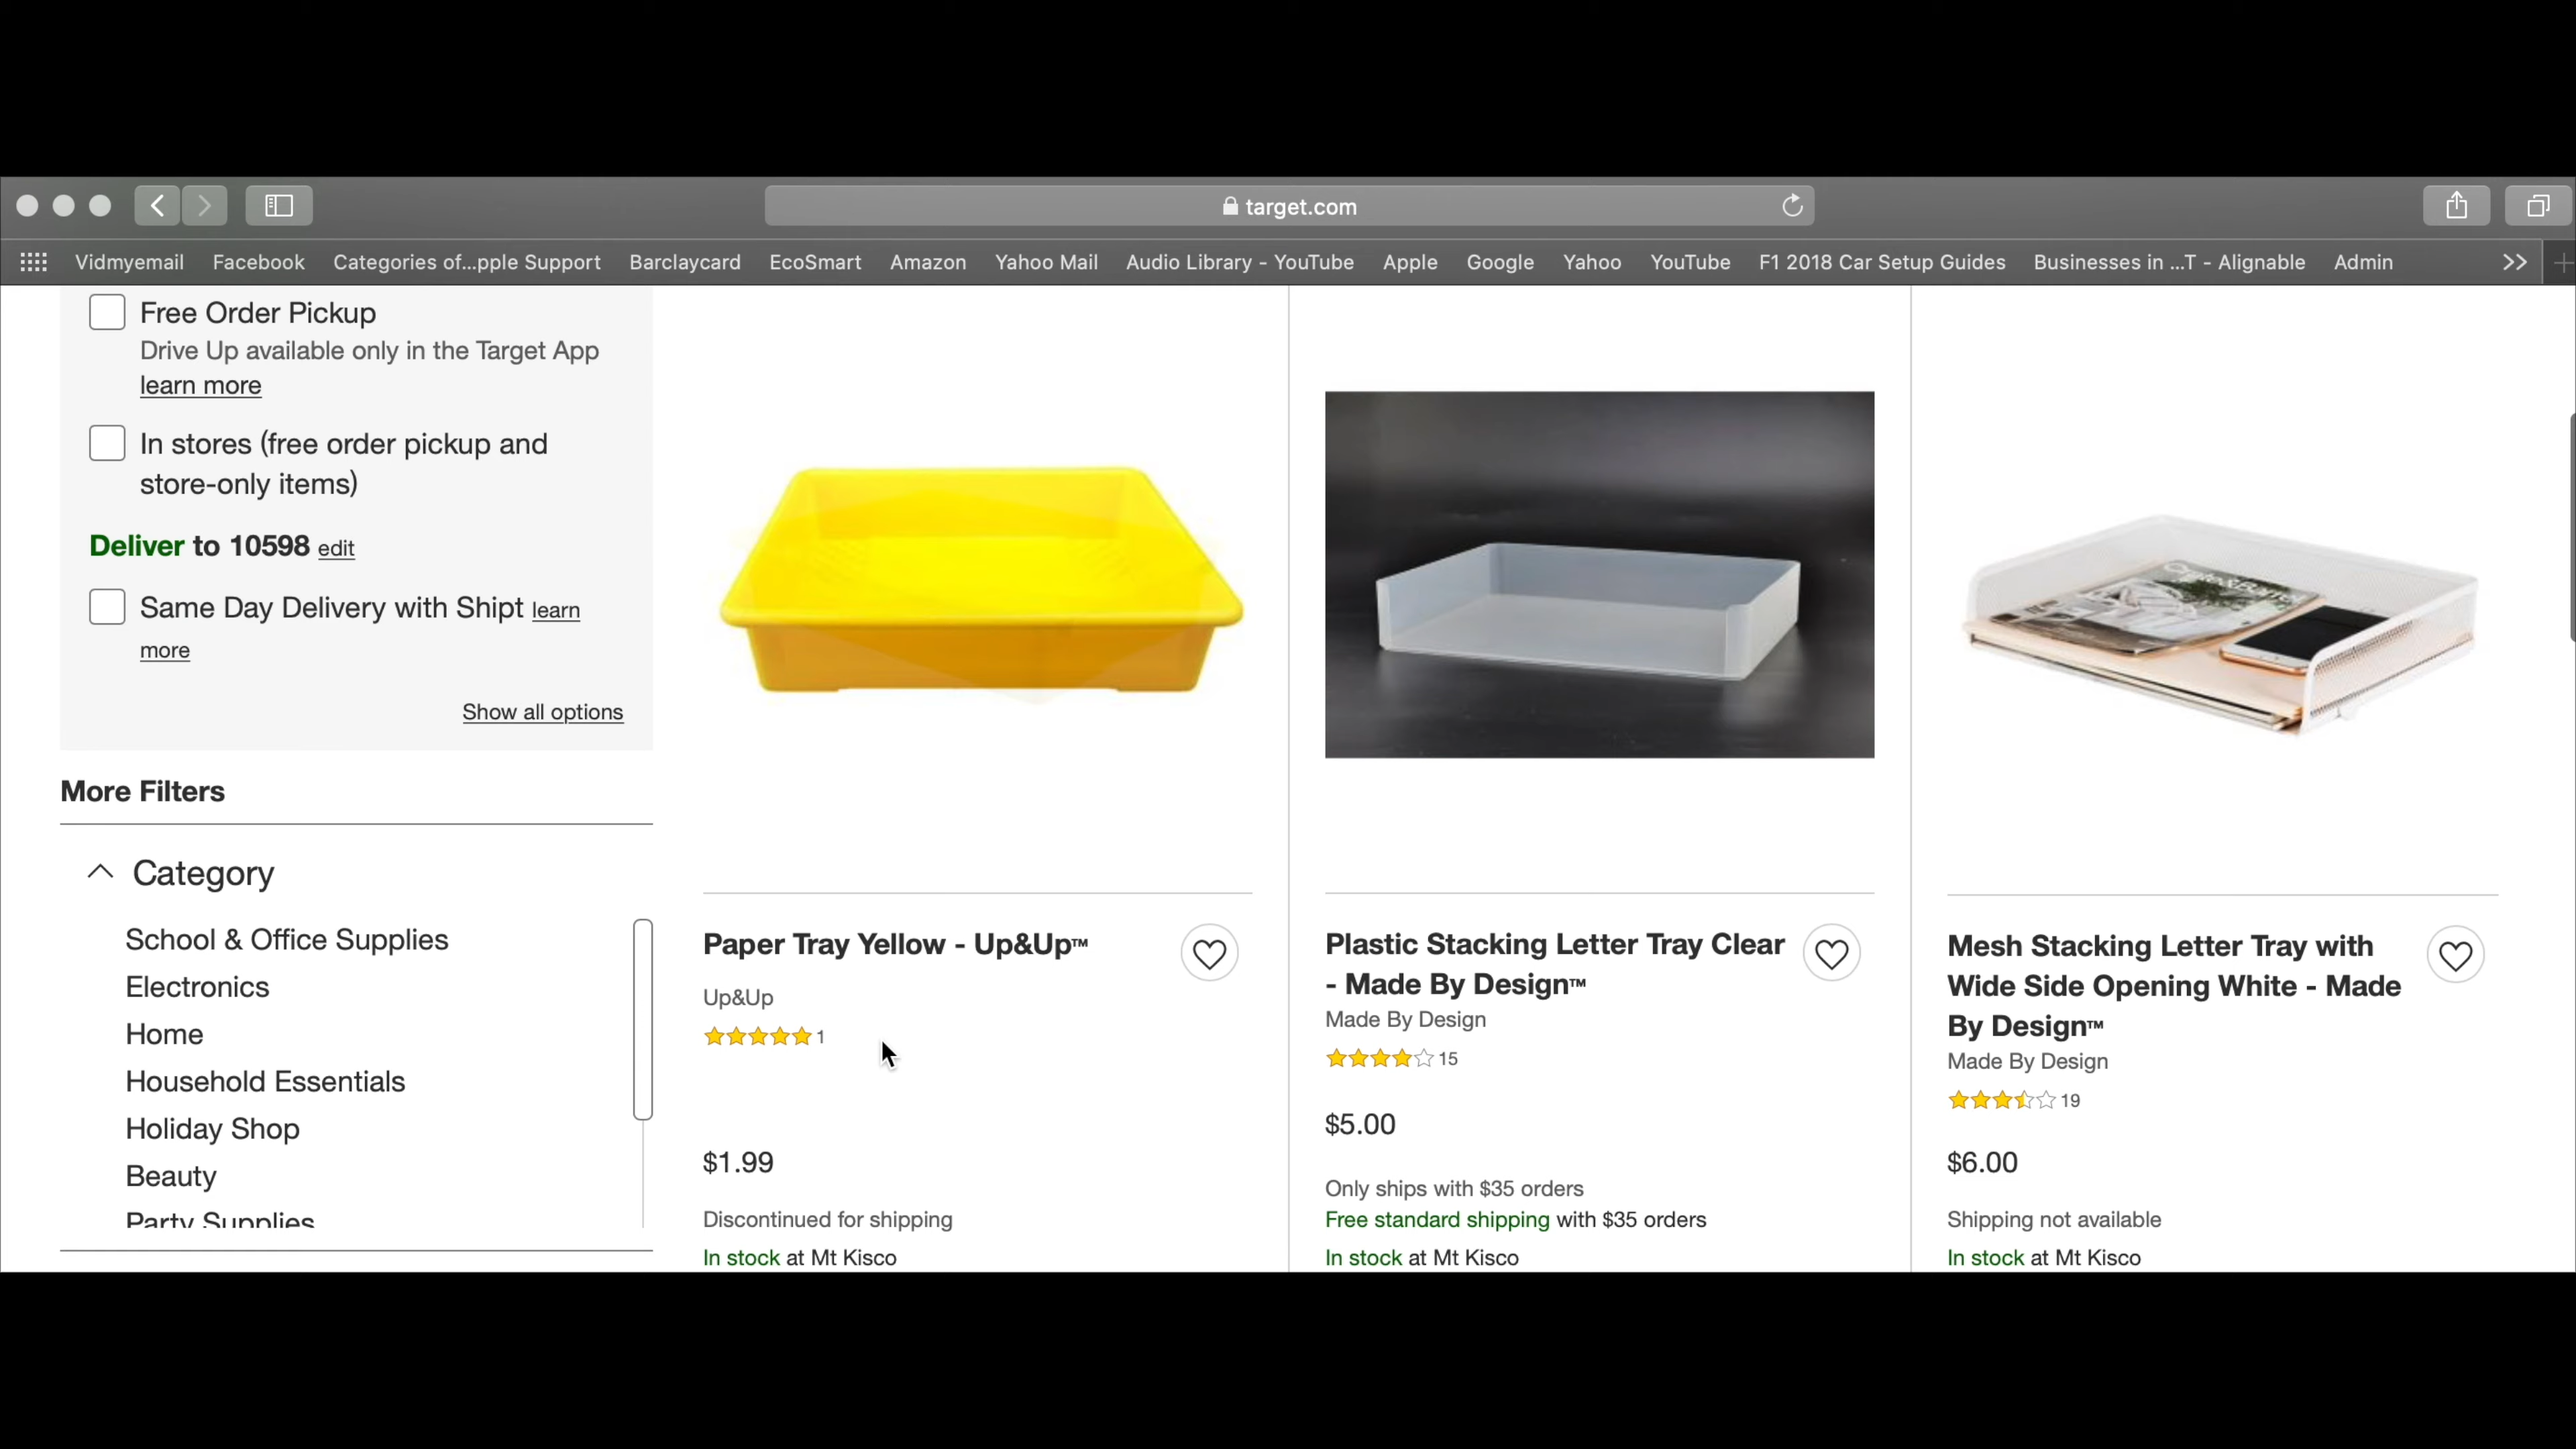 target.com
Vidmyemail Facebook Categories of...pple Support Barclaycard EcoSmart Amazon Yahoo Mail Audio Library - YouTube Apple Google Yahoo YouTube F1 2018 Car Setup Guides Businesses in ...T - Alignable Admin
Free Order Pickup
Drive Up available only in the Target App
learn more
In stores (free order pickup and
store-only items)
Deliver to 10598 edit
Same Day Delivery with Shipt learn
more
Show all options
More Filters
Category
School & Office Supplies
Electronics
Home
Household Essentials
Holiday Shop
Beauty
Party Supplies
Paper Tray Yellow - Up&Up™
Up&Up
1
$1.99
Discontinued for shipping
In stock at Mt Kisco
Plastic Stacking Letter Tray Clear
- Made By Design™
Made By Design
15
$5.00
Only ships with $35 orders
Free standard shipping with $35 orders
In stock at Mt Kisco
Mesh Stacking Letter Tray with
Wide Side Opening White - Made
By Design™
Made By Design
19
$6.00
Shipping not available
In stock at Mt Kisco